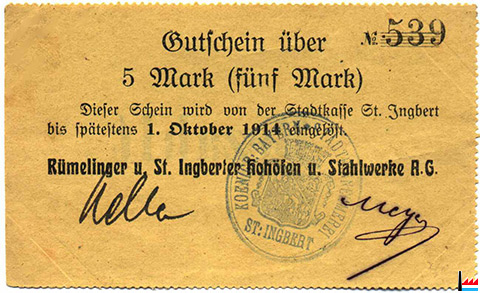 Gutschein über
№ 539
5 Mark (fünf Mark)
Dieser Schein wird von der Stadtkasse St. Ingbert
bis spätestens 1. Oktober 1914 eingelöst.
Rümelinger u. St. Ingberter Hohöfen u. Stahlwerke A.G.
ST: INGBERT